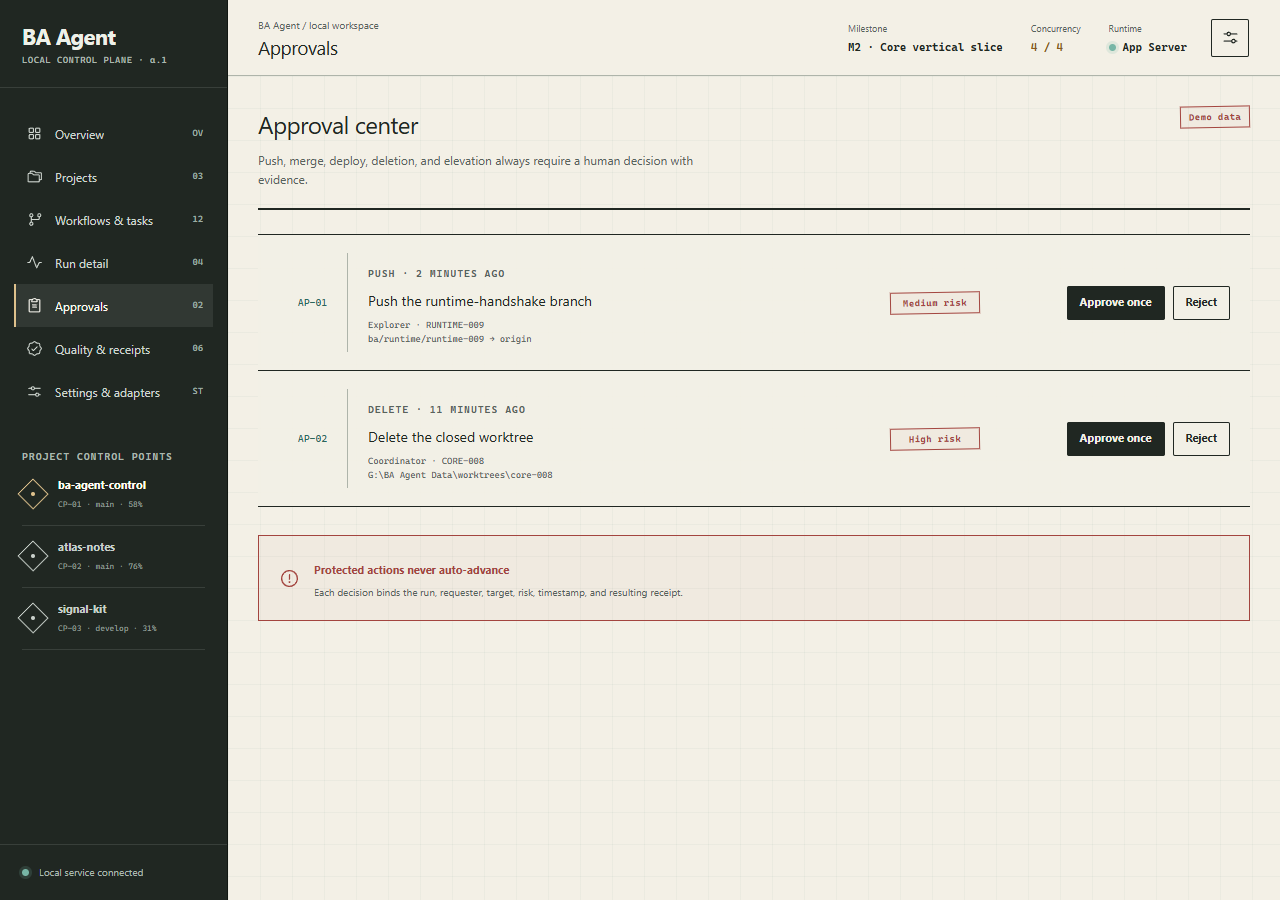 BA Agent
LOCAL CONTROL PLANE · α.1
Overview OV
Projects 03
Workflows & tasks 12
Run detail 04
Approvals 02
Quality & receipts 06
Settings & adapters ST
PROJECT CONTROL POINTS
ba-agent-control
CP-01 · main · 58%
atlas-notes
CP-02 · main · 76%
signal-kit
CP-03 · develop · 31%
Local service connected
BA Agent / local workspace
Approvals
Milestone
M2 · Core vertical slice
Concurrency
4 / 4
Runtime
App Server
Approval center
Demo data
Push, merge, deploy, deletion, and elevation always require a human decision with
evidence.
AP-01
PUSH · 2 MINUTES AGO
Push the runtime-handshake branch
Explorer · RUNTIME-009
ba/runtime/runtime-009 → origin
Medium risk
Approve once
Reject
AP-02
DELETE · 11 MINUTES AGO
Delete the closed worktree
Coordinator · CORE-008
G:\BA Agent Data\worktrees\core-008
High risk
Approve once
Reject
Protected actions never auto-advance
Each decision binds the run, requester, target, risk, timestamp, and resulting receipt.